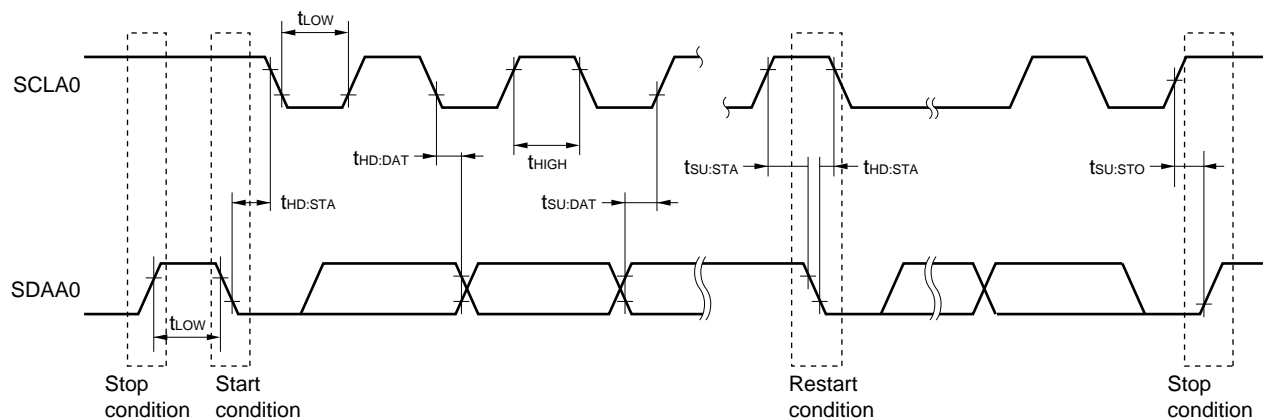 tLOW
SCLA0
tHD:DAT
tHIGH
tSU:STA
tHD:STA
tSU:STO
tHD:STA
tSU:DAT
SDAA0
tLOW
Stop
condition
Start
condition
Restart
condition
Stop
condition